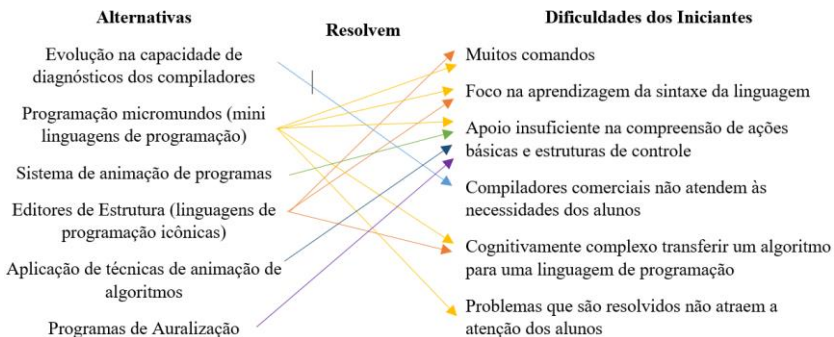 Alternativas
Resolvem
Dificuldades dos Iniciantes
Evolução na capacidade de
diagnósticos dos compiladores
Programação micromundos (mini
linguagens de programação)
Sistema de animação de programas
Editores de Estrutura (linguagens de
programação icônicas)
Aplicação de técnicas de animação de
algoritmos
Programas de Auralização
Muitos comandos
Foco na aprendizagem da sintaxe da linguagem
Apoio insuficiente na compreensão de ações
básicas e estruturas de controle
Compiladores comerciais não atendem às
necessidades dos alunos
Cognitivamente complexo transferir um algoritmo
para uma linguagem de programação
Problemas que são resolvidos não atraem a
atenção dos alunos